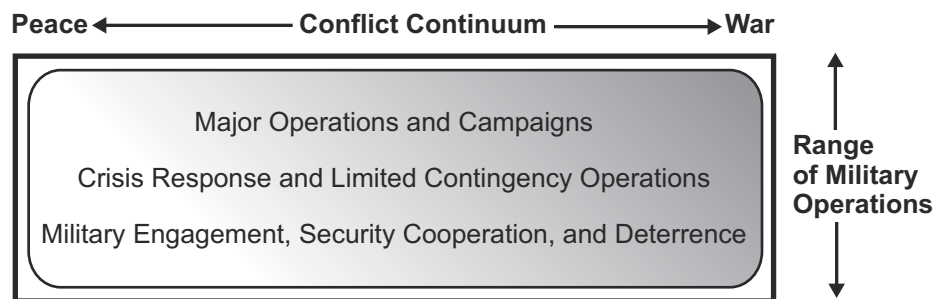 Peace Conflict Continuum War
Major Operations and Campaigns
Crisis Response and Limited Contingency Operations
Military Engagement, Security Cooperation, and Deterrence
Range
of Military
Operations